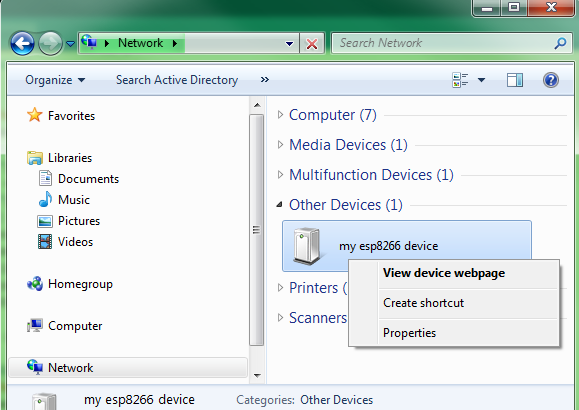 Network
Search Network
Organize
Search Active Directory
»
Favorites
Libraries
Documents
Music
Pictures
Videos
Homegroup
Computer
Network
Computer (7)
Media Devices (1)
Multifunction Devices (1)
Other Devices (1)
my esp8266 device
View device webpage
Create shortcut
Properties
Printers (
Scanners
my esp8266 device
Categories: Other Devices